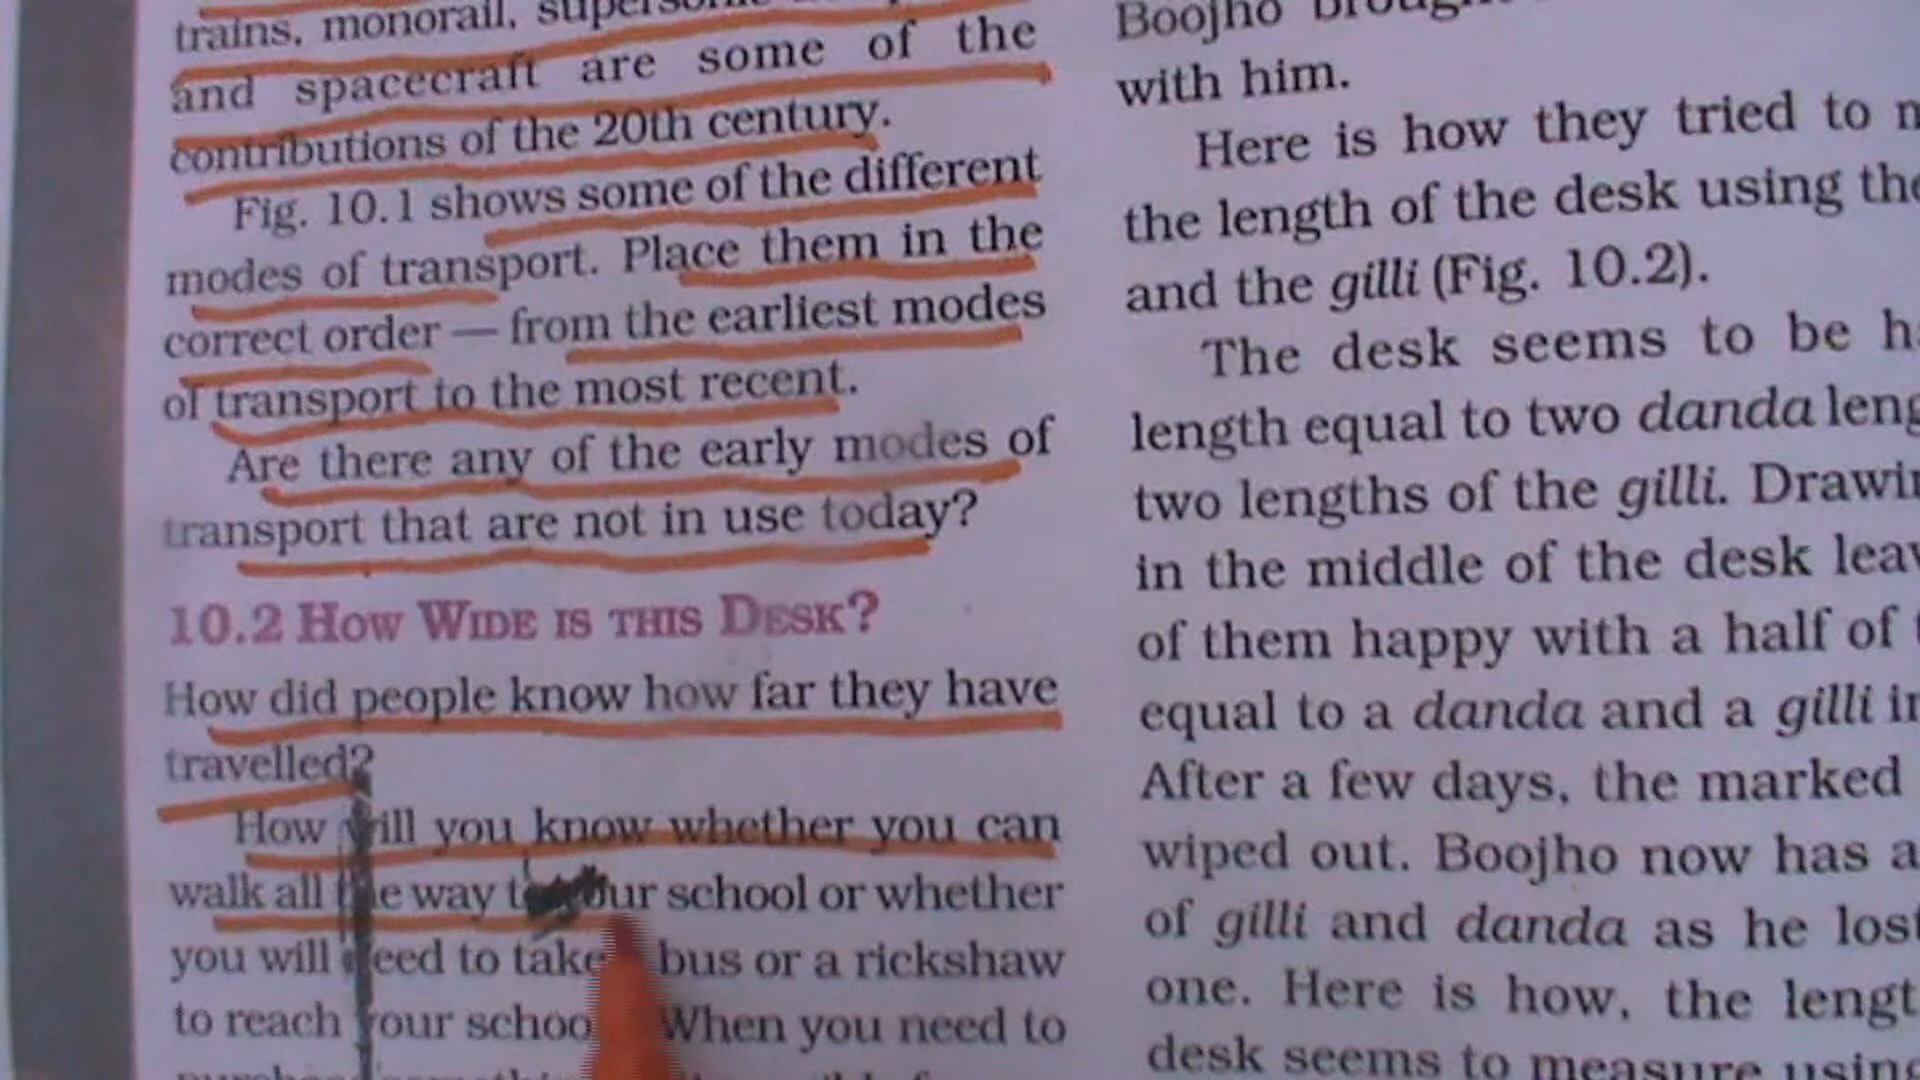 trains, monorail,
and spacecraft are some of the
contributions of the 20th century.
Fig. 10.1 shows some of the different
modes of transport. Place them in the
correct order — from the earliest modes
of transport to the most recent.
Are there any of the early modes of
transport that are not in use today?
10.2 HOW WIDE IS THIS DESK?
How did people know how far they have
travelled?
How will you know whether you can
walk all the way to your school or whether
you will need to take bus or a rickshaw
to reach your school When you need to
Boojho
with him.
Here is how they tried to
the length of the desk using
and the gilli (Fig. 10.2).
The desk seems to be
length equal to two danda
two lengths of the gilli.
in the middle of the desk
of them happy with a half of
equal to a danda and a gilli
After a few days, the marked
wiped out. Boojho now has a
of gilli and danda as he
one. Here is how, the
desk seems to measure